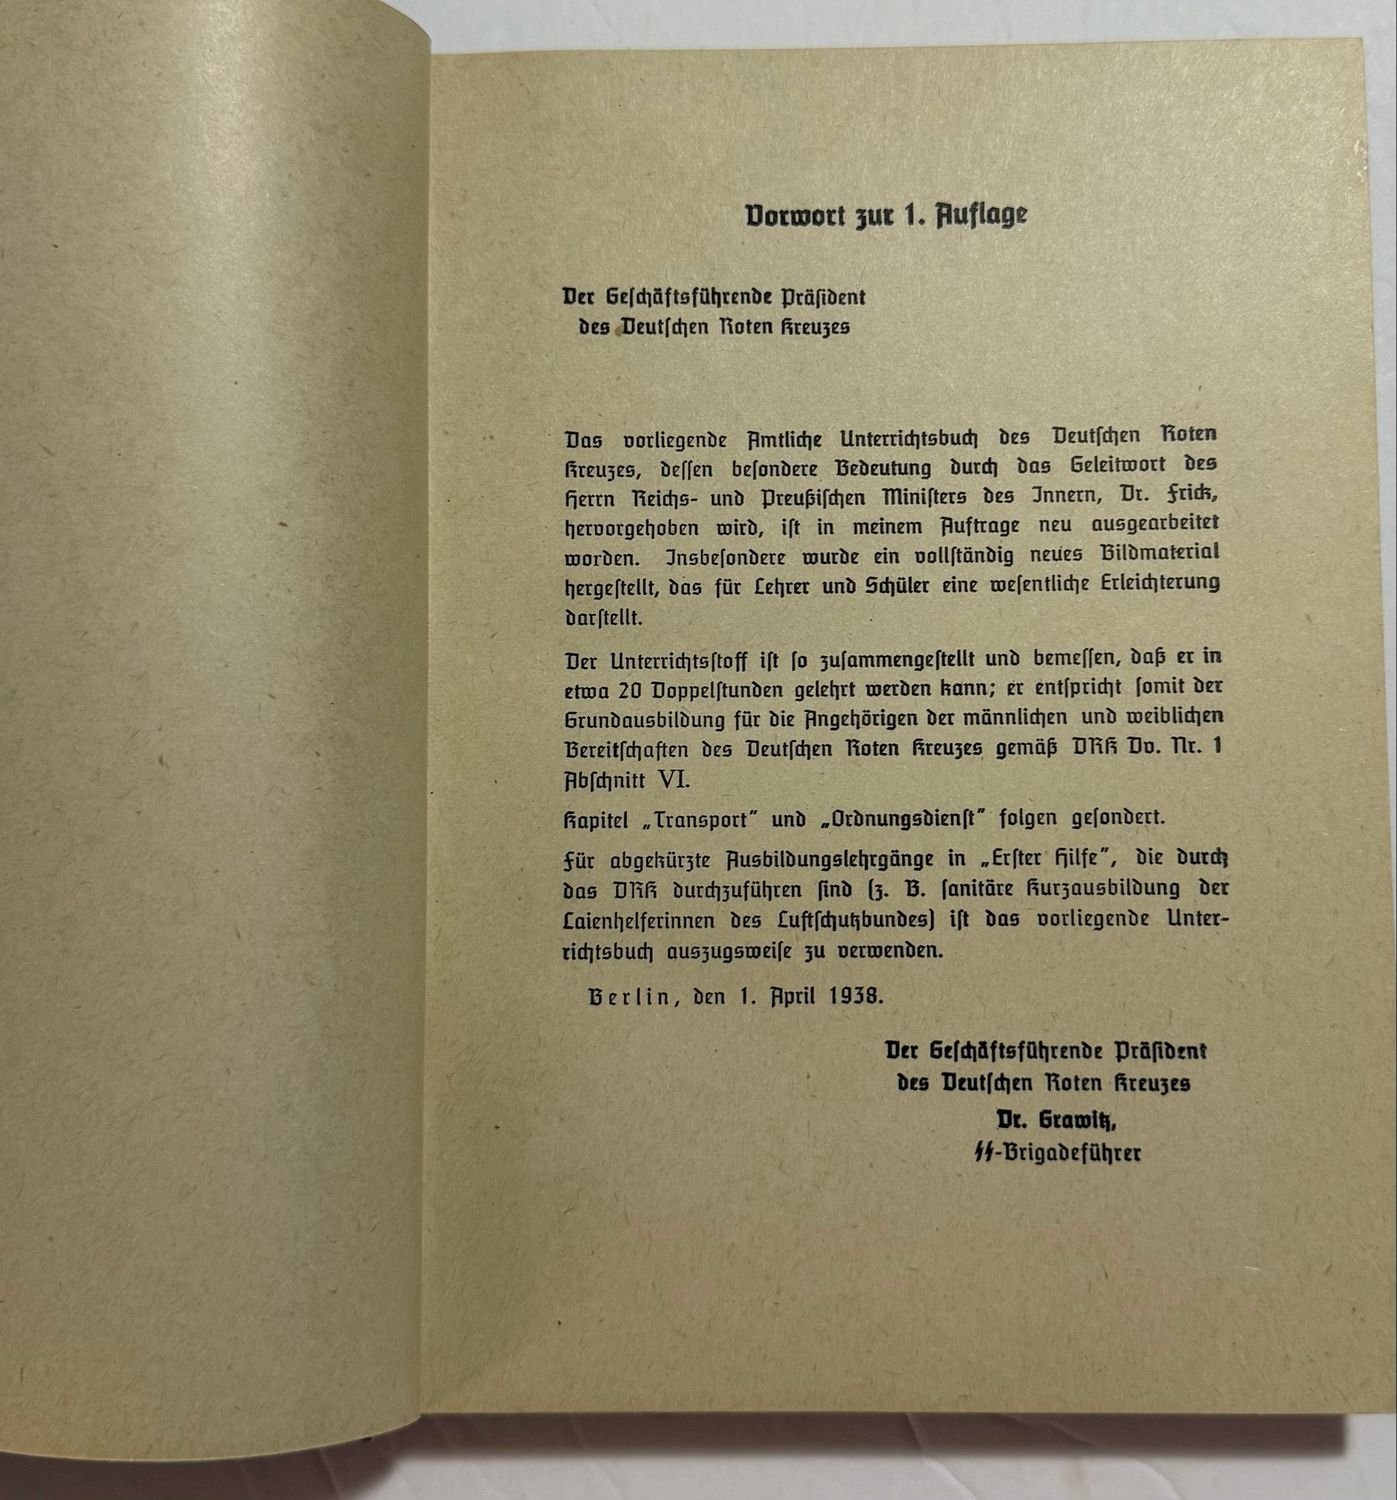 Vorwort zur 1. Auflage
Der Geſchäftsführende Präſident
des Deutſchen Roten Kreuzes
Das vorliegende Amtliche Unterrichtsbuch des Deutſchen Roten
Kreuzes, deſſen beſondere Bedeutung durch das Geleitwort des
Herrn Reichs- und Preußiſchen Miniſters des Innern, Dr. Frick,
hervorgehoben wird, iſt in meinem Auftrage neu ausgearbeitet
worden. Insbeſondere wurde ein vollſtändig neues Bildmaterial
hergeſtellt, das für Lehrer und Schüler eine weſentliche Erleichterung
darſtellt.
Der Unterrichtsſtoff iſt ſo zuſammengeſtellt und bemeſſen, daß er in
etwa 20 Doppelſtunden gelehrt werden kann; er entſpricht ſomit der
Grundausbildung für die Angehörigen der männlichen und weiblichen
Bereitſchaften des Deutſchen Roten Kreuzes gemäß DRK Dv. Nr. 1
Abſchnitt VI.
Kapitel „Transport" und „Ordnungsdienſt" folgen geſondert.
Für abgekürzte Ausbildungslehrgänge in „Erſter Hilfe", die durch
das DRK durchzuführen ſind (z. B. ſanitäre Kurzausbildung der
Laienhelferinnen des Luftſchutzbundes) iſt das vorliegende Unter-
richtsbuch auszugsweiſe zu verwenden.
Berlin, den 1. April 1938.
Der Geſchäftsführende Präſident
des Deutſchen Roten Kreuzes
Dr. Grawitz,
ᛋᛋ-Brigadeführer